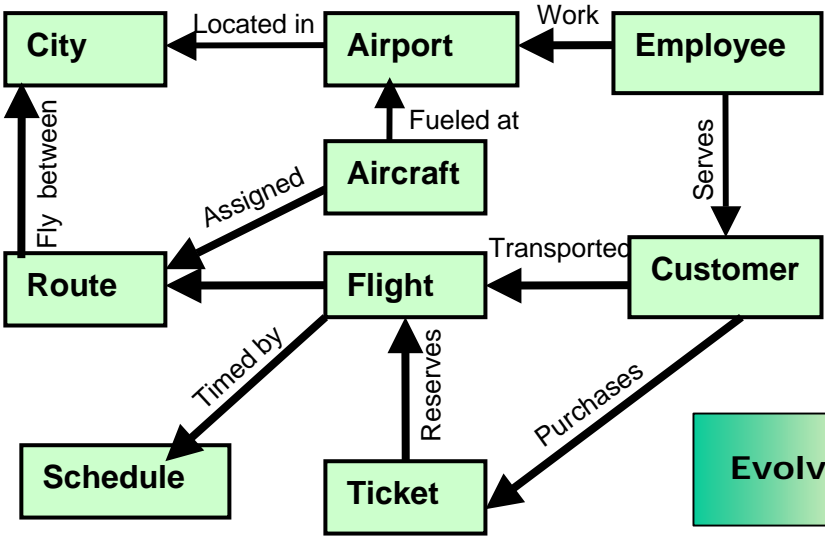 City
Located in
Airport
Work
Employee
Fly between
Fueled at
Serves
Assigned
Aircraft
Route
Flight
Transported
Customer
Timed by
Reserves
Purchases
Schedule
Ticket
Evolv